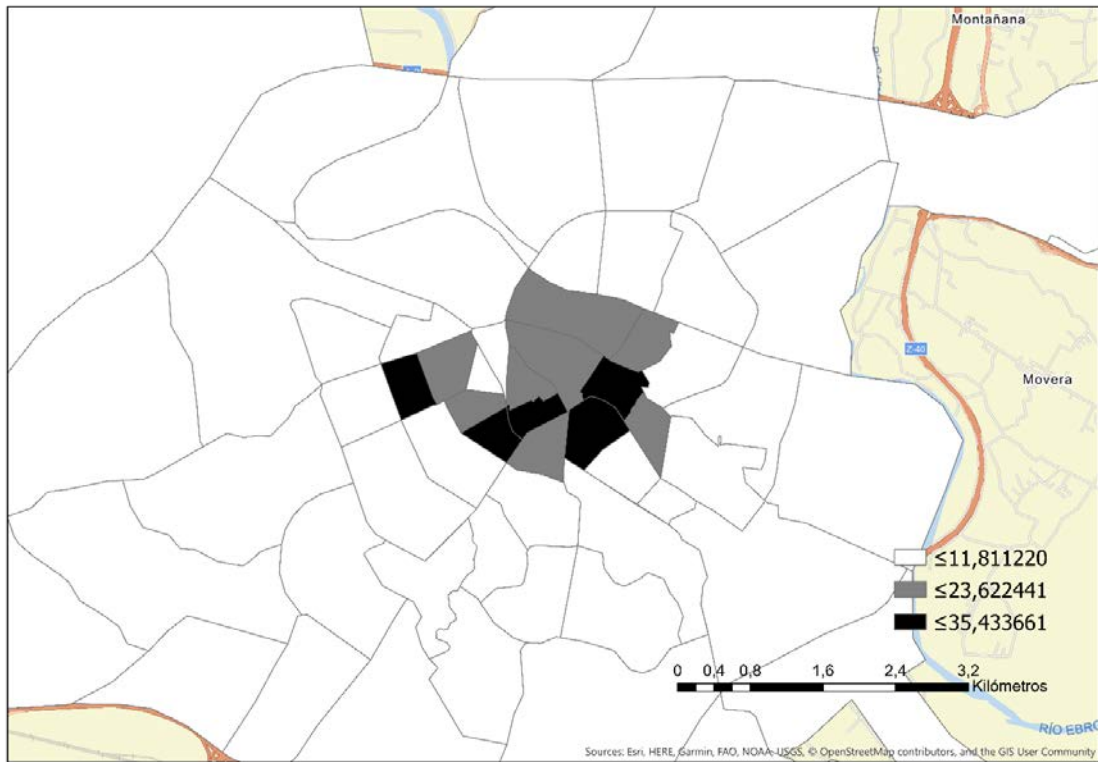 Montañana
Z-40
Movera
≤11,811220
≤23,622441
≤35,433661
0 0,4 0,8 1,6 2,4 3,2
Kilómetros
RÍO EBRO
Sources: Esri, HERE, Garmin, FAO, NOAA, USGS, © OpenStreetMap contributors, and the GIS User Community